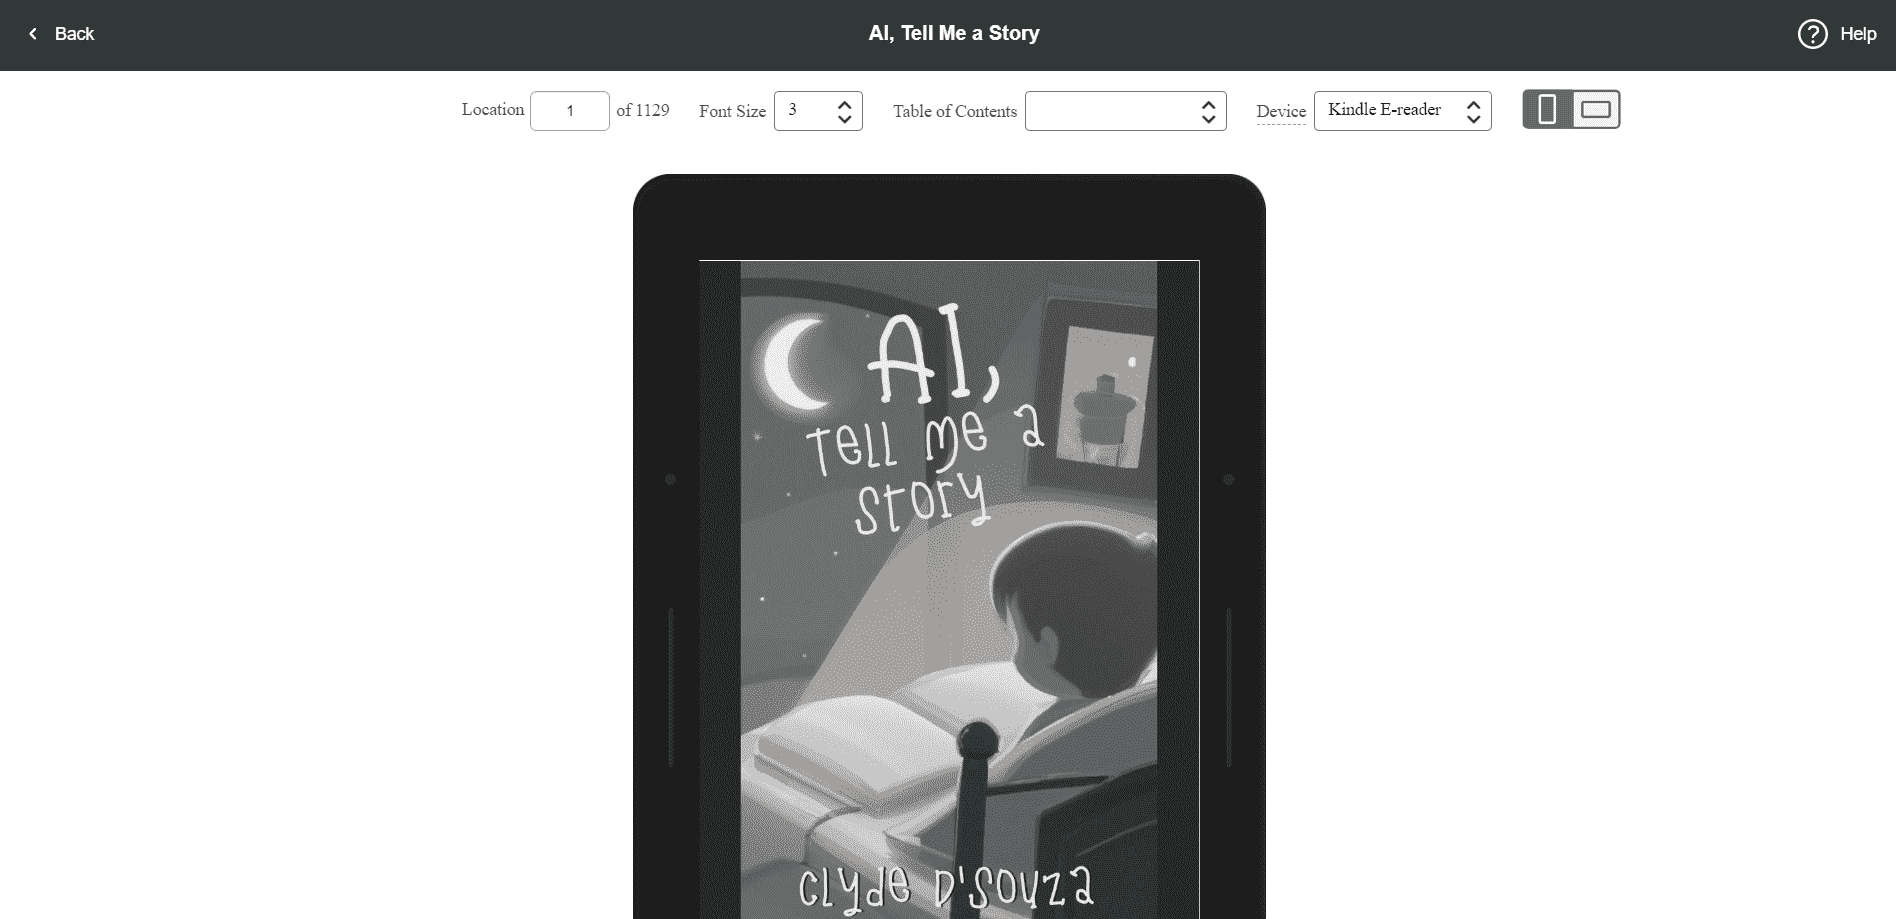 Back
AI, Tell Me a Story
Help
Location 1 of 1129 Font Size 3 Table of Contents Device Kindle E-reader
AI,
Tell me a
Story
Clyde D'Souza